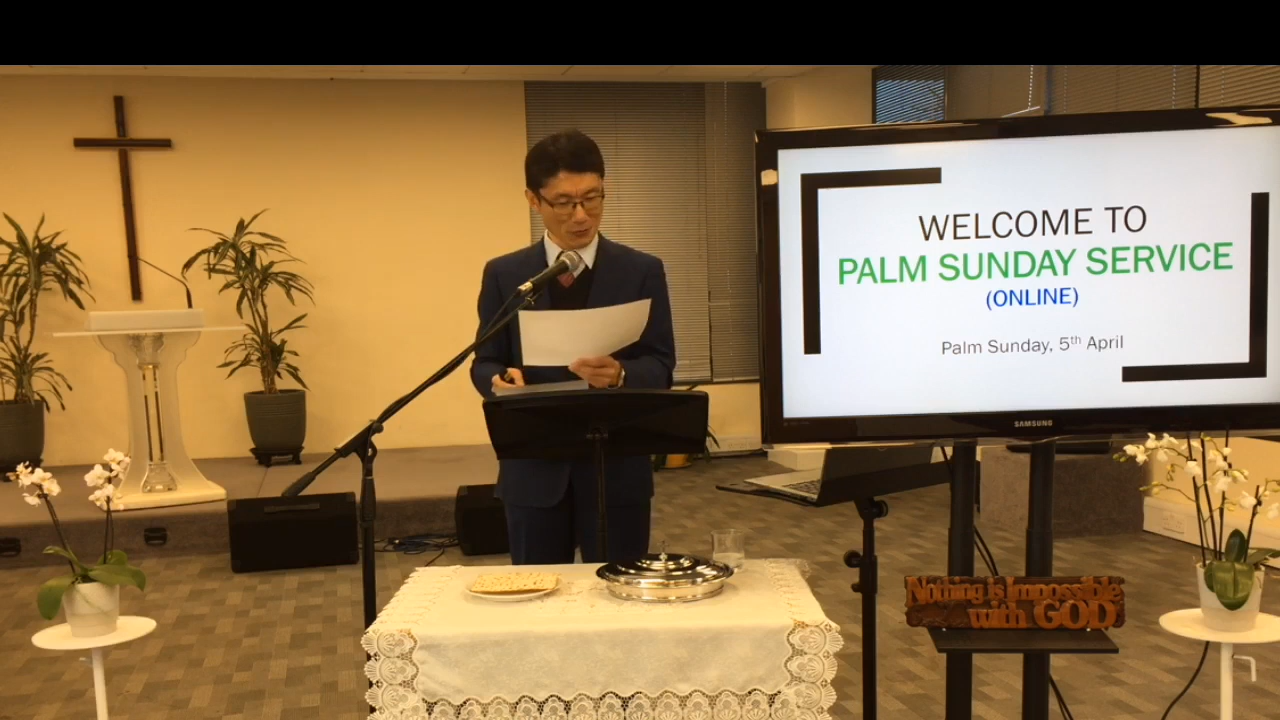 WELCOME TO
PALM SUNDAY SERVICE
(ONLINE)
Palm Sunday, 5th April
SAMSUNG
Nothing is Impossible
with GOD